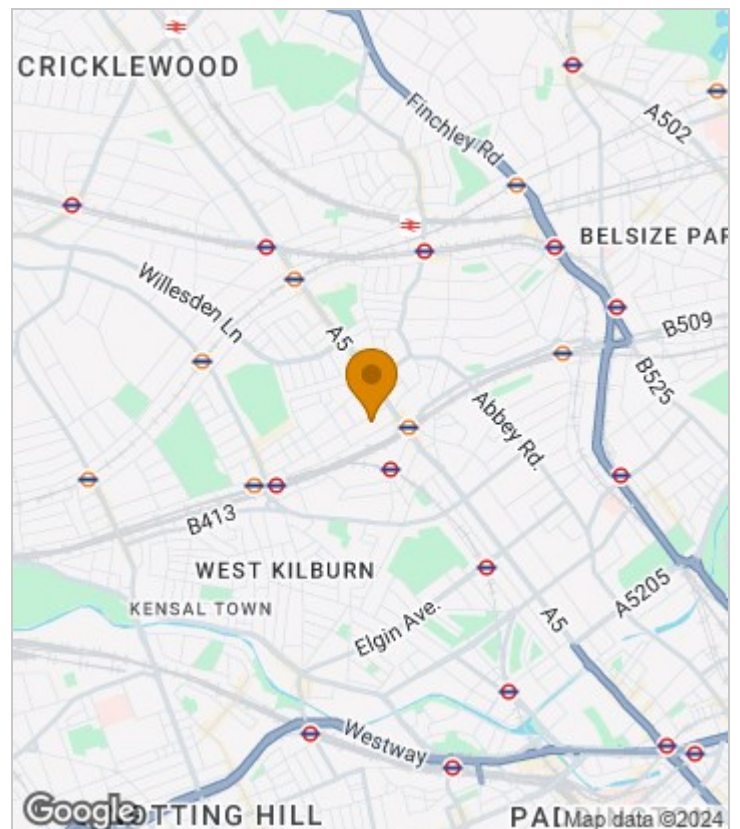 CRICKLEWOOD
Finchley Rd
A502
BELSIZE PAR
Willesden Ln
A5
B509
B525
Abbey Rd.
B413
WEST KILBURN
KENSAL TOWN
Elgin Ave.
A5
A5205
Westway
Google
OTTING HILL
PADDINGTON
Map data ©2024